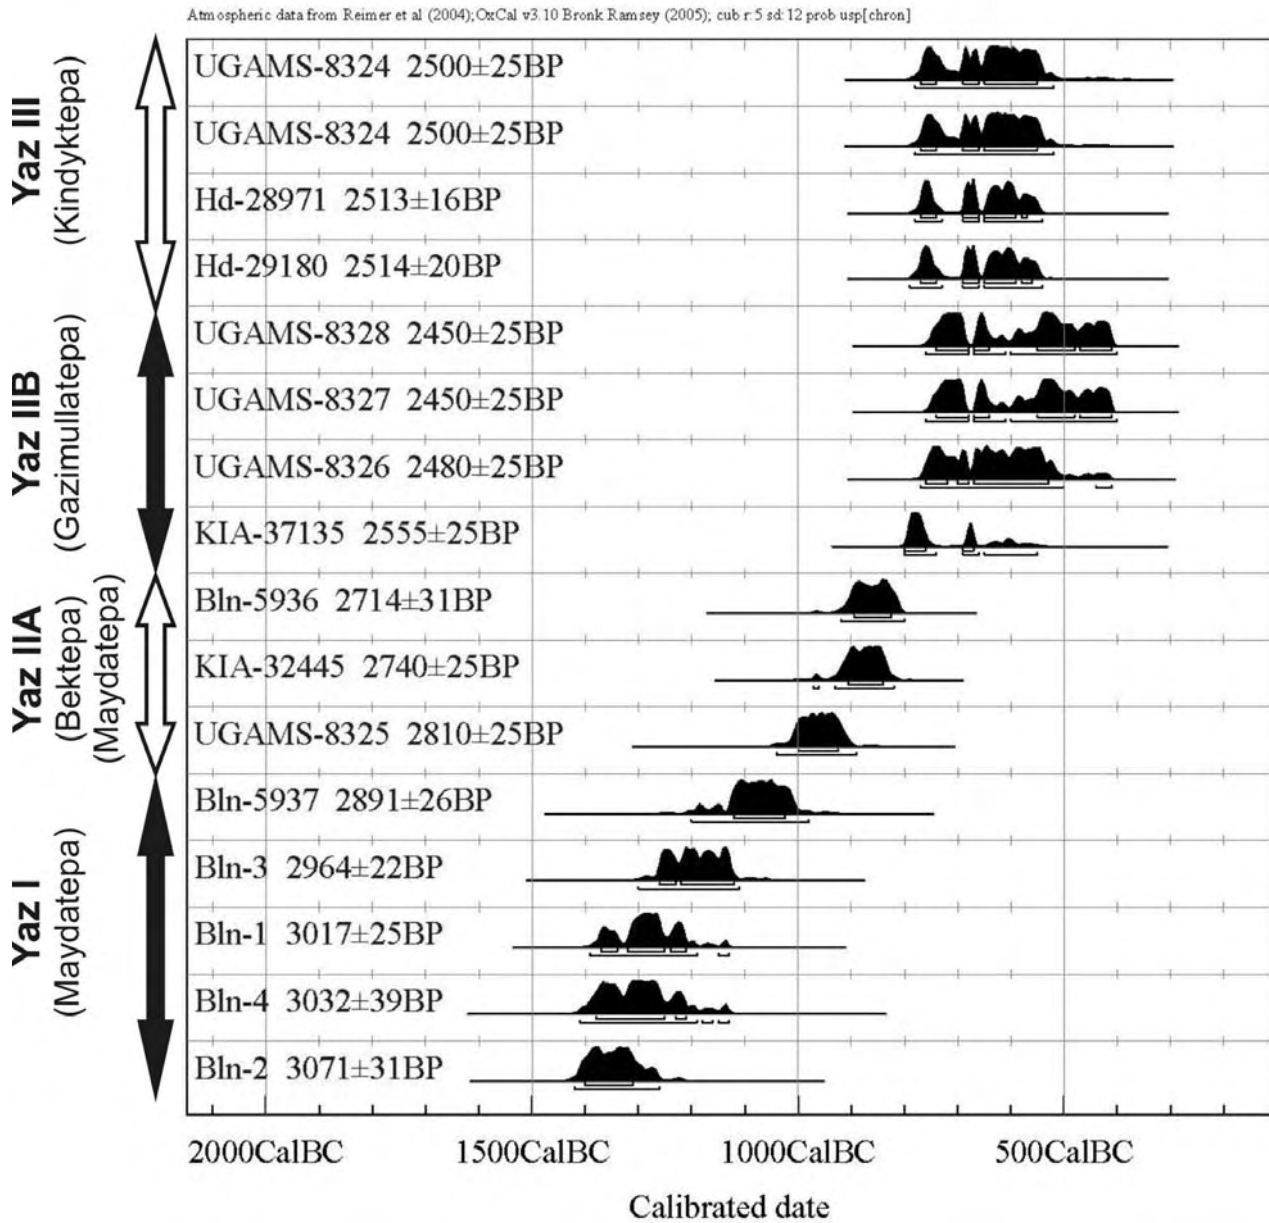 Atmospheric data from Reimer et al (2004);OxCal v3.10 Bronk Ramsey (2005); cub r:5 sd:12 prob usp[chron]
Yaz III
(Kindyktepa)
UGAMS-8324 2500±25BP
UGAMS-8324 2500±25BP
Hd-28971 2513±16BP
Hd-29180 2514±20BP
Yaz IIB
(Gazimullatepa)
UGAMS-8328 2450±25BP
UGAMS-8327 2450±25BP
UGAMS-8326 2480±25BP
KIA-37135 2555±25BP
Yaz IIA
(Bektepa)
(Maydatepa)
Bln-5936 2714±31BP
KIA-32445 2740±25BP
UGAMS-8325 2810±25BP
Yaz I
(Maydatepa)
Bln-5937 2891±26BP
Bln-3 2964±22BP
Bln-1 3017±25BP
Bln-4 3032±39BP
Bln-2 3071±31BP
2000CalBC 1500CalBC 1000CalBC 500CalBC
Calibrated date